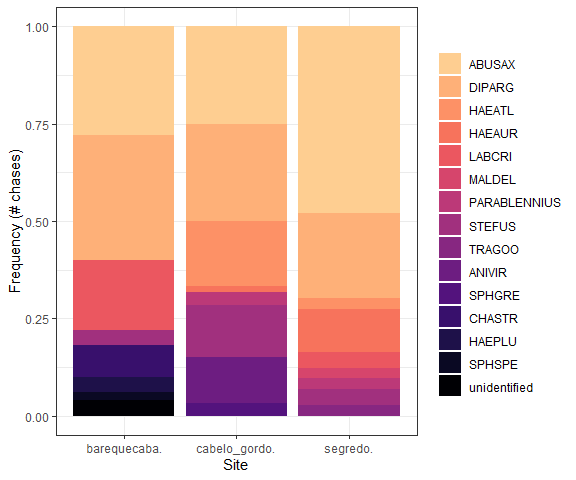 Frequency (# chases)
1.00
0.75
0.50
0.25
0.00
barequecaba.
cabelo_gordo.
segredo.
Site
ABUSAX
DIPARG
HAEATL
HAEAUR
LABCRI
MALDEL
PARABLENNIUS
STEFUS
TRAGOO
ANIVIR
SPHGRE
CHASTR
HAEPLU
SPHSPE
unidentified